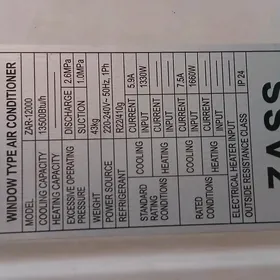 WINDOW TYPE AIR CONDITIONER
MODEL ZAR-12000
COOLING CAPACITY 13500Btu/h
HEATING CAPACITY ——
EXCESSIVE OPERATING PRESSURE DISCHARGE 2.6MPa
SUCTION 1.0MPa
WEIGHT 43kg
POWER SOURCE 220-240V~ 50Hz, 1Ph
REFRIGERANT R22/410g
STANDARD RATING CONDITIONS COOLING CURRENT 5.9A
INPUT 1330W
HEATING CURRENT ——
INPUT ——
RATED CONDITIONS COOLING CURRENT 7.5A
INPUT 1660W
HEATING CURRENT ——
INPUT ——
ELECTRICAL HEATER INPUT ——
OUTSIDE RESISTANCE CLASS IP24
ZASS